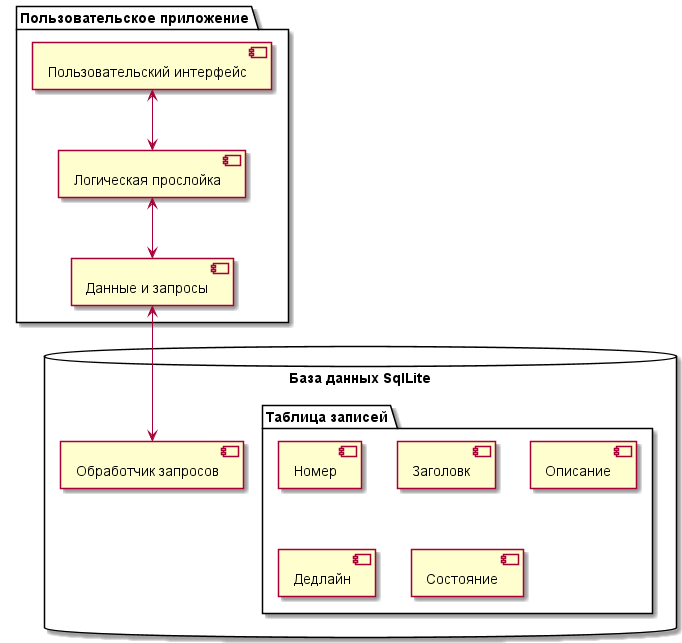 Пользовательское приложение
Пользовательский интерфейс
Логическая прослойка
Данные и запросы
База данных SqlLite
Таблица записей
Обработчик запросов
Номер
Заголовк
Описание
Дедлайн
Состояние